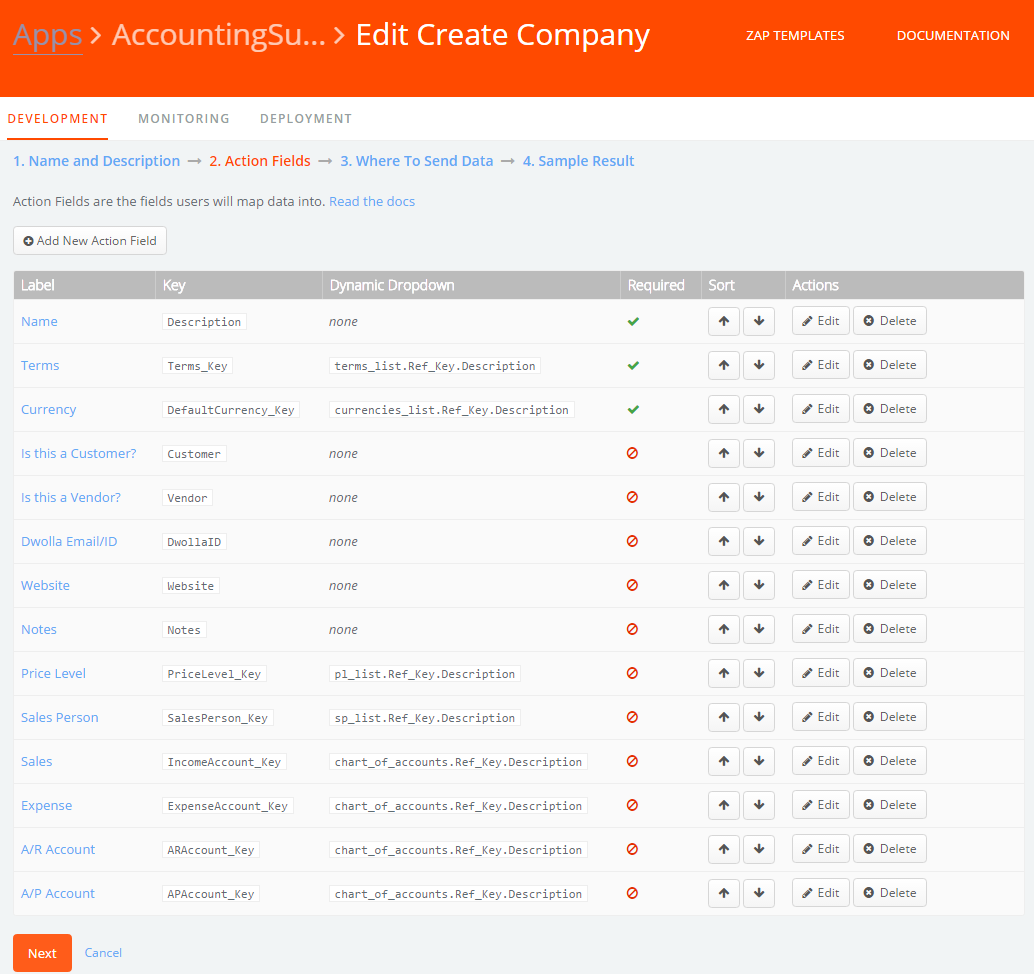 Apps > AccountingSu... > Edit Create Company ZAP TEMPLATES DOCUMENTATION
DEVELOPMENT MONITORING DEPLOYMENT
1. Name and Description → 2. Action Fields → 3. Where To Send Data → 4. Sample Result
Action Fields are the fields users will map data into. Read the docs
Add New Action Field
Label Key Dynamic Dropdown Required Sort Actions
Name Description none Edit Delete
Terms Terms_Key terms_list.Ref_Key.Description Edit Delete
Currency DefaultCurrency_Key currencies_list.Ref_Key.Description Edit Delete
Is this a Customer? Customer none Edit Delete
Is this a Vendor? Vendor none Edit Delete
Dwolla Email/ID DwollaID none Edit Delete
Website Website none Edit Delete
Notes Notes none Edit Delete
Price Level PriceLevel_Key pl_list.Ref_Key.Description Edit Delete
Sales Person SalesPerson_Key sp_list.Ref_Key.Description Edit Delete
Sales IncomeAccount_Key chart_of_accounts.Ref_Key.Description Edit Delete
Expense ExpenseAccount_Key chart_of_accounts.Ref_Key.Description Edit Delete
A/R Account ARAccount_Key chart_of_accounts.Ref_Key.Description Edit Delete
A/P Account APAccount_Key chart_of_accounts.Ref_Key.Description Edit Delete
Next Cancel